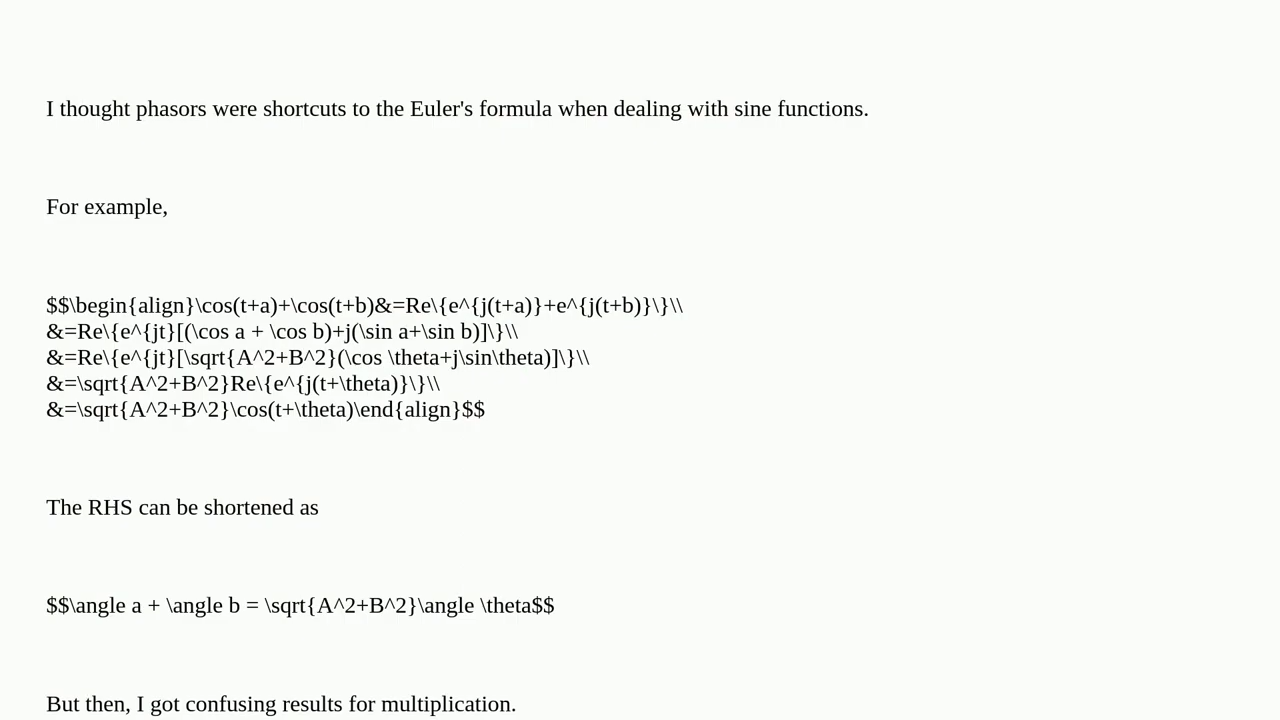 I thought phasors were shortcuts to the Euler's formula when dealing with sine functions.
For example,
$$\begin{align}\cos(t+a)+\cos(t+b)&=Re\{e^{j(t+a)}+e^{j(t+b)}\}\\
&=Re\{e^{jt}[(\cos a + \cos b)+j(\sin a+\sin b)]\}\\
&=Re\{e^{jt}[\sqrt{A^2+B^2}(\cos \theta+j\sin\theta)]\}\\
&=\sqrt{A^2+B^2}Re\{e^{j(t+\theta)}\}\\
&=\sqrt{A^2+B^2}\cos(t+\theta)\end{align}$$
The RHS can be shortened as
$$\angle a + \angle b = \sqrt{A^2+B^2}\angle \theta$$
But then, I got confusing results for multiplication.